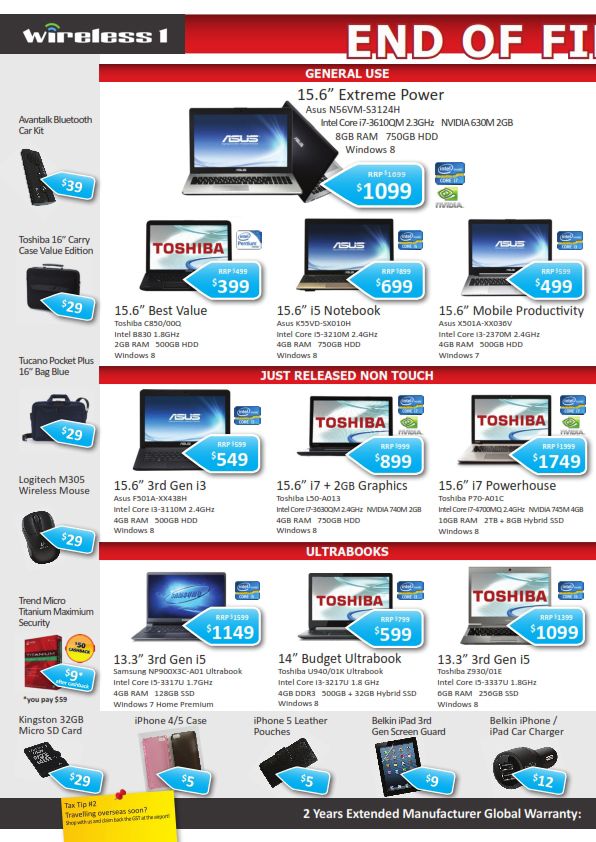 wireless 1
END OF FI
GENERAL USE
15.6” Extreme Power
Asus N56VM-S3124H
Intel Core i7-3610QM 2.3GHz NVIDIA 630M 2GB
8GB RAM 750GB HDD
Windows 8
RRP $1699
$1099
Avantalk Bluetooth
Car Kit
$39
Toshiba 16” Carry
Case Value Edition
$29
Tucano Pocket Plus
16” Bag Blue
$29
Logitech M305
Wireless Mouse
$29
Trend Micro
Titanium Maximium
Security
$50
CASHBACK
$9*
after cashback
*you pay $59
RRP $499
$399
15.6” Best Value
Toshiba C850/00Q
Intel B830 1.8GHz
2GB RAM 500GB HDD
Windows 8
RRP $899
$699
15.6” i5 Notebook
Asus K55VD-SX010H
Intel Core i5-3210M 2.4GHz
4GB RAM 750GB HDD
Windows 8
RRP $599
$499
15.6” Mobile Productivity
Asus X501A-XX036V
Intel Core i3-2370M 2.4GHz
4GB RAM 500GB HDD
Windows 7
JUST RELEASED NON TOUCH
RRP $599
$549
15.6” 3rd Gen i3
Asus F501A-XX438H
Intel Core i3-3110M 2.4GHz
4GB RAM 500GB HDD
Windows 8
RRP $999
$899
15.6” i7 + 2GB Graphics
Toshiba L50-A013
Intel Core i7-3630QM 2.4GHz NVIDIA 740M 2GB
4GB RAM 750GB HDD
Windows 8
RRP $1999
$1749
15.6” i7 Powerhouse
Toshiba P70-A01C
Intel Core i7-4700MQ 2.4GHz NVIDIA 745M 4GB
16GB RAM 2TB + 8GB Hybrid SSD
Windows 8
ULTRABOOKS
RRP $1599
$1149
13.3” 3rd Gen i5
Samsung NP900X3C-A01 Ultrabook
Intel Core i5-3317U 1.7GHz
4GB RAM 128GB SSD
Windows 7 Home Premium
RRP $799
$599
14” Budget Ultrabook
Toshiba U940/01K Ultrabook
Intel Core i3-3217U 1.8 GHz
4GB DDR3 500GB + 32GB Hybrid SSD
Windows 8
RRP $1399
$1099
13.3” 3rd Gen i5
Toshiba Z930/01E
Intel Core i5-3337U 1.8GHz
6GB RAM 256GB SSD
Windows 8
Kingston 32GB
Micro SD Card
$29
iPhone 4/5 Case
$5
iPhone 5 Leather
Pouches
$5
Belkin iPad 3rd
Gen Screen Guard
$9
Belkin iPhone /
iPad Car Charger
$12
Tax Tip #2
Travelling overseas soon?
Shop with us and claim back the GST at the airport!
2 Years Extended Manufacturer Global Warranty: